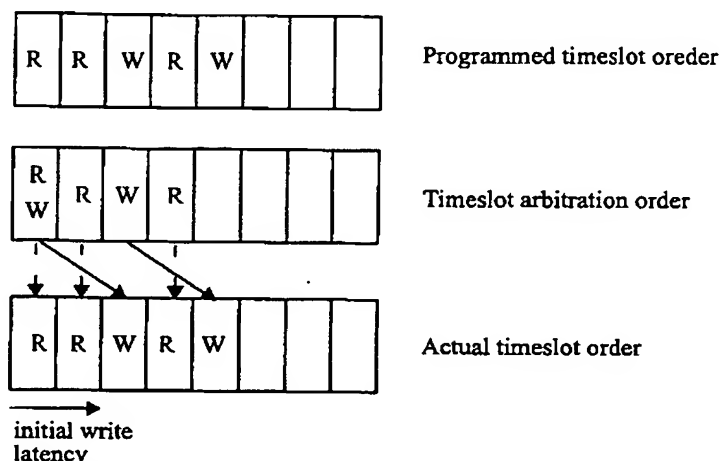 R R W R W
Programmed timeslot oreder
R
W R W R
Timeslot arbitration order
R R W R W
Actual timeslot order
initial write
latency